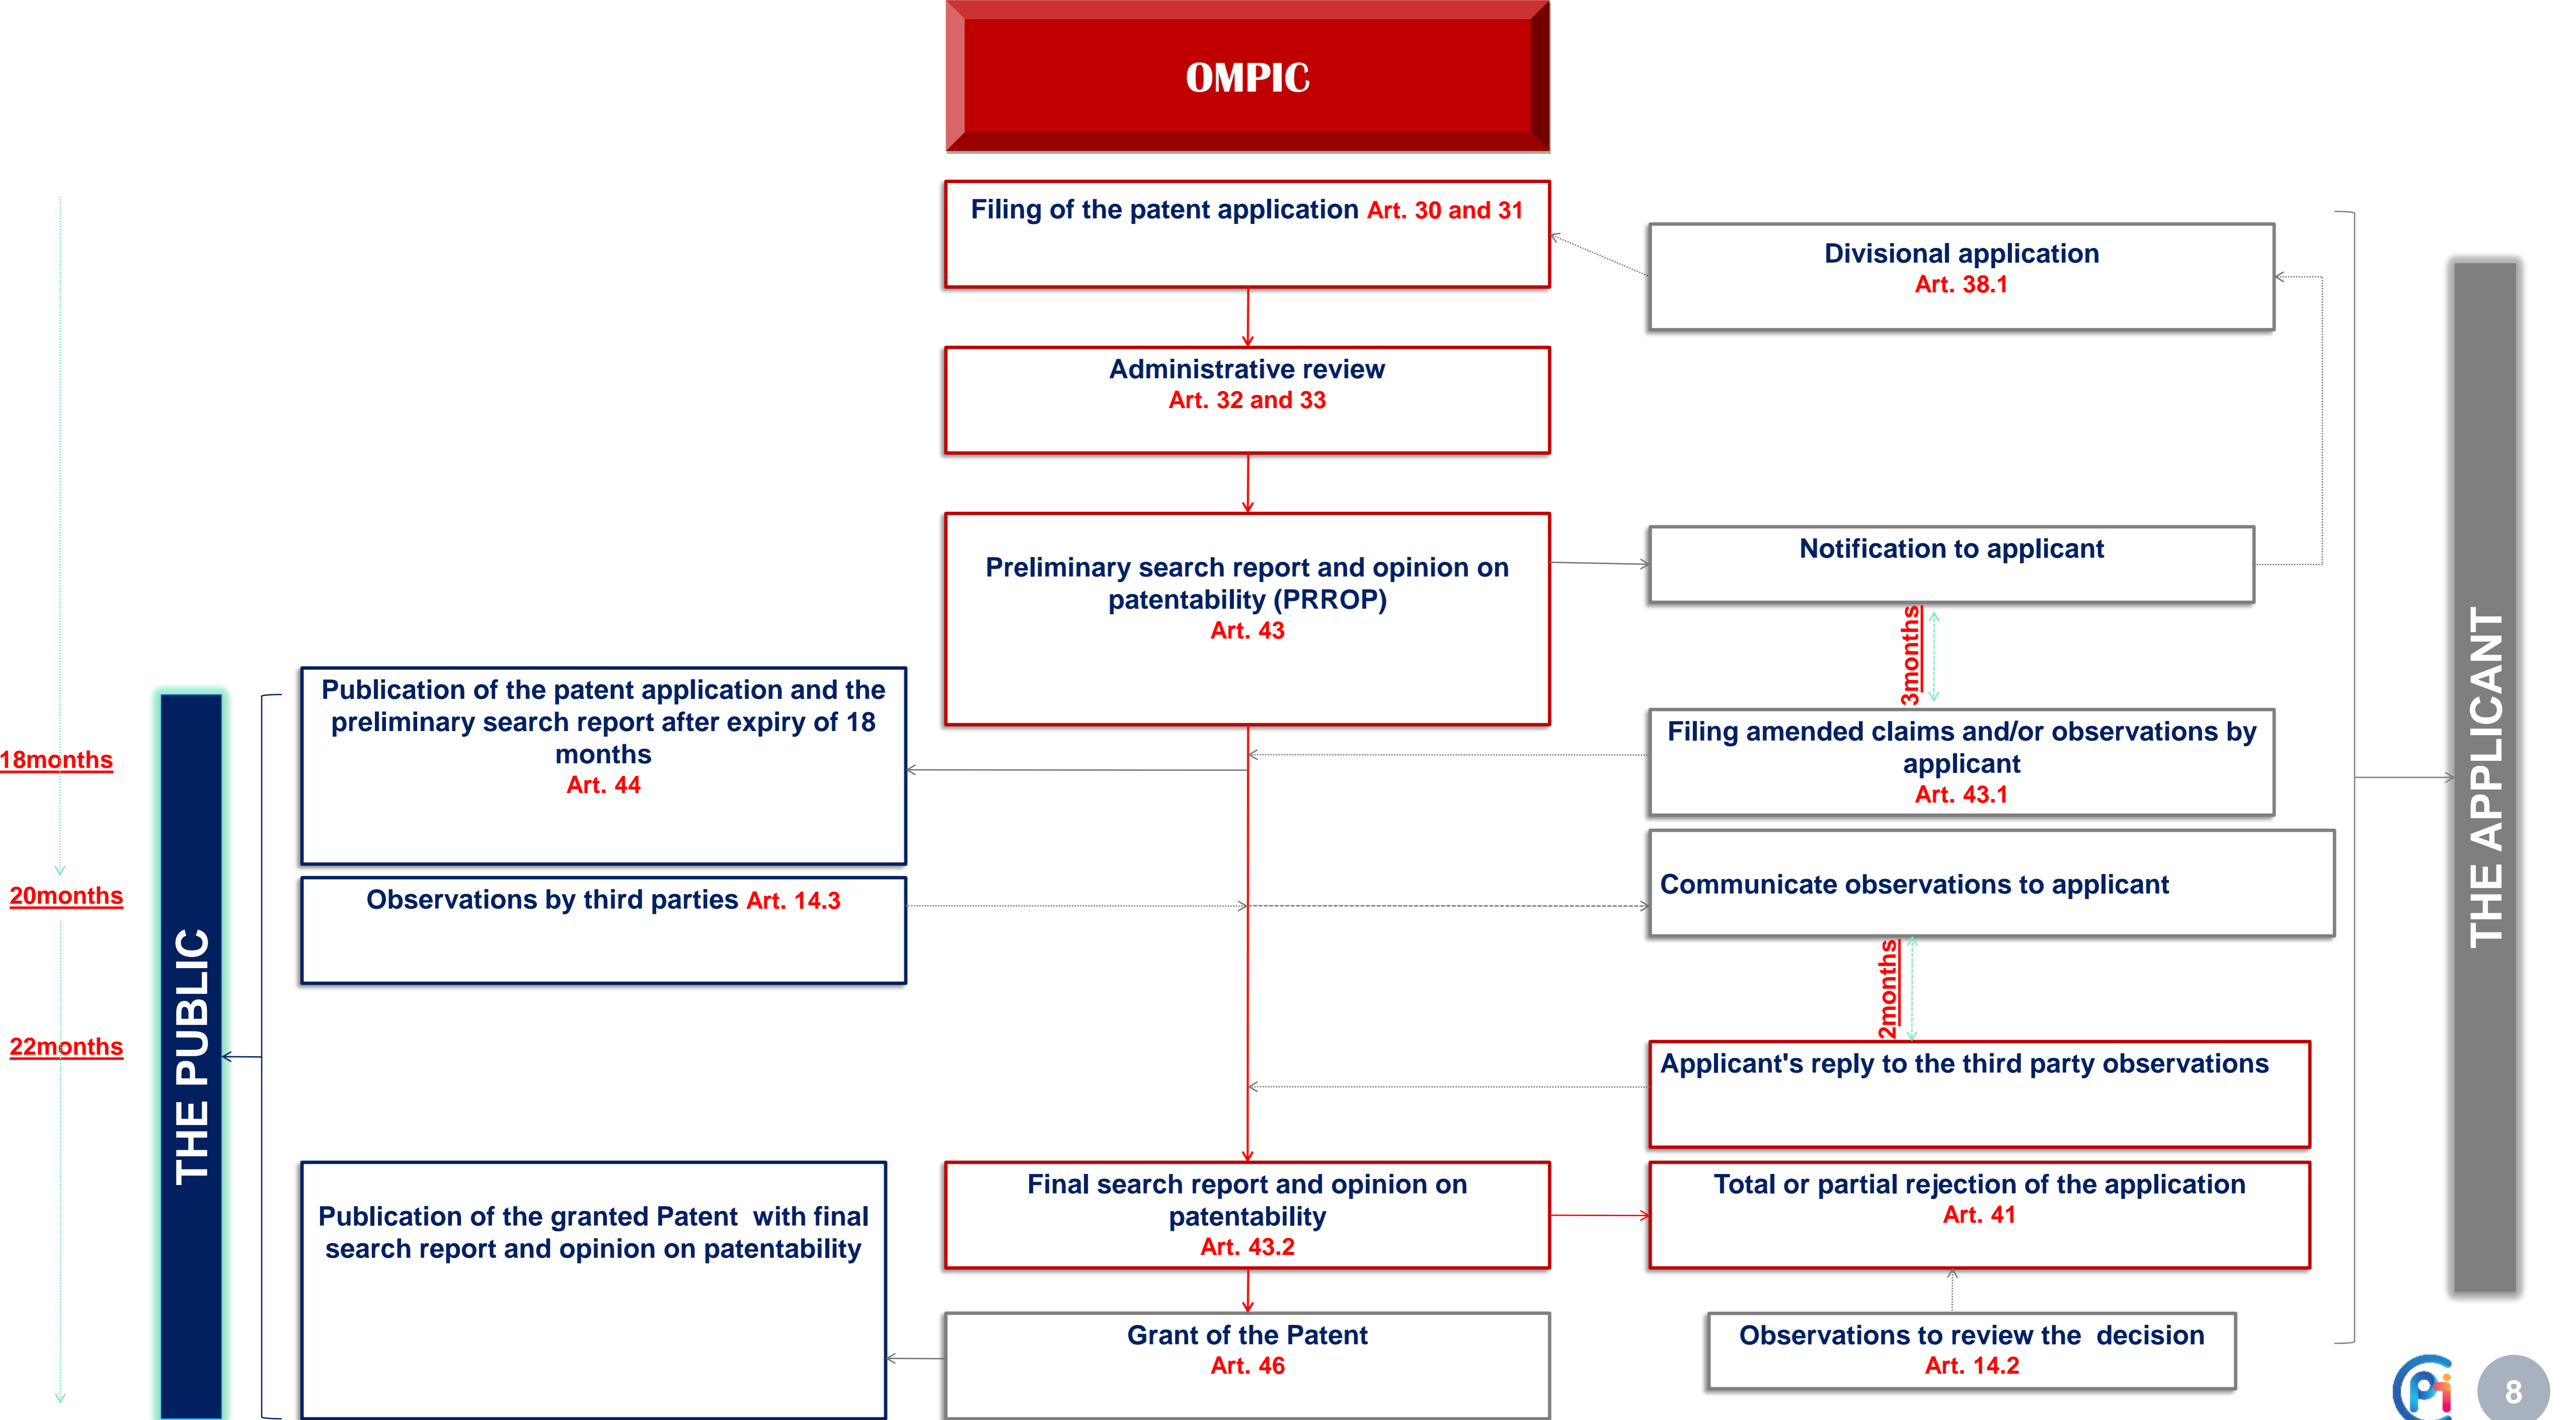 OMPIC
Filing of the patent application Art. 30 and 31
Divisional application
Art. 38.1
Administrative review
Art. 32 and 33
Preliminary search report and opinion on
patentability (PRROP)
Art. 43
Notification to applicant
3months
Publication of the patent application and the
preliminary search report after expiry of 18
months
Art. 44
Filing amended claims and/or observations by
applicant
Art. 43.1
18months
20months
22months
Observations by third parties Art. 14.3
Communicate observations to applicant
2months
Applicant's reply to the third party observations
THE PUBLIC
THE APPLICANT
Publication of the granted Patent with final
search report and opinion on patentability
Final search report and opinion on
patentability
Art. 43.2
Total or partial rejection of the application
Art. 41
Grant of the Patent
Art. 46
Observations to review the decision
Art. 14.2
8